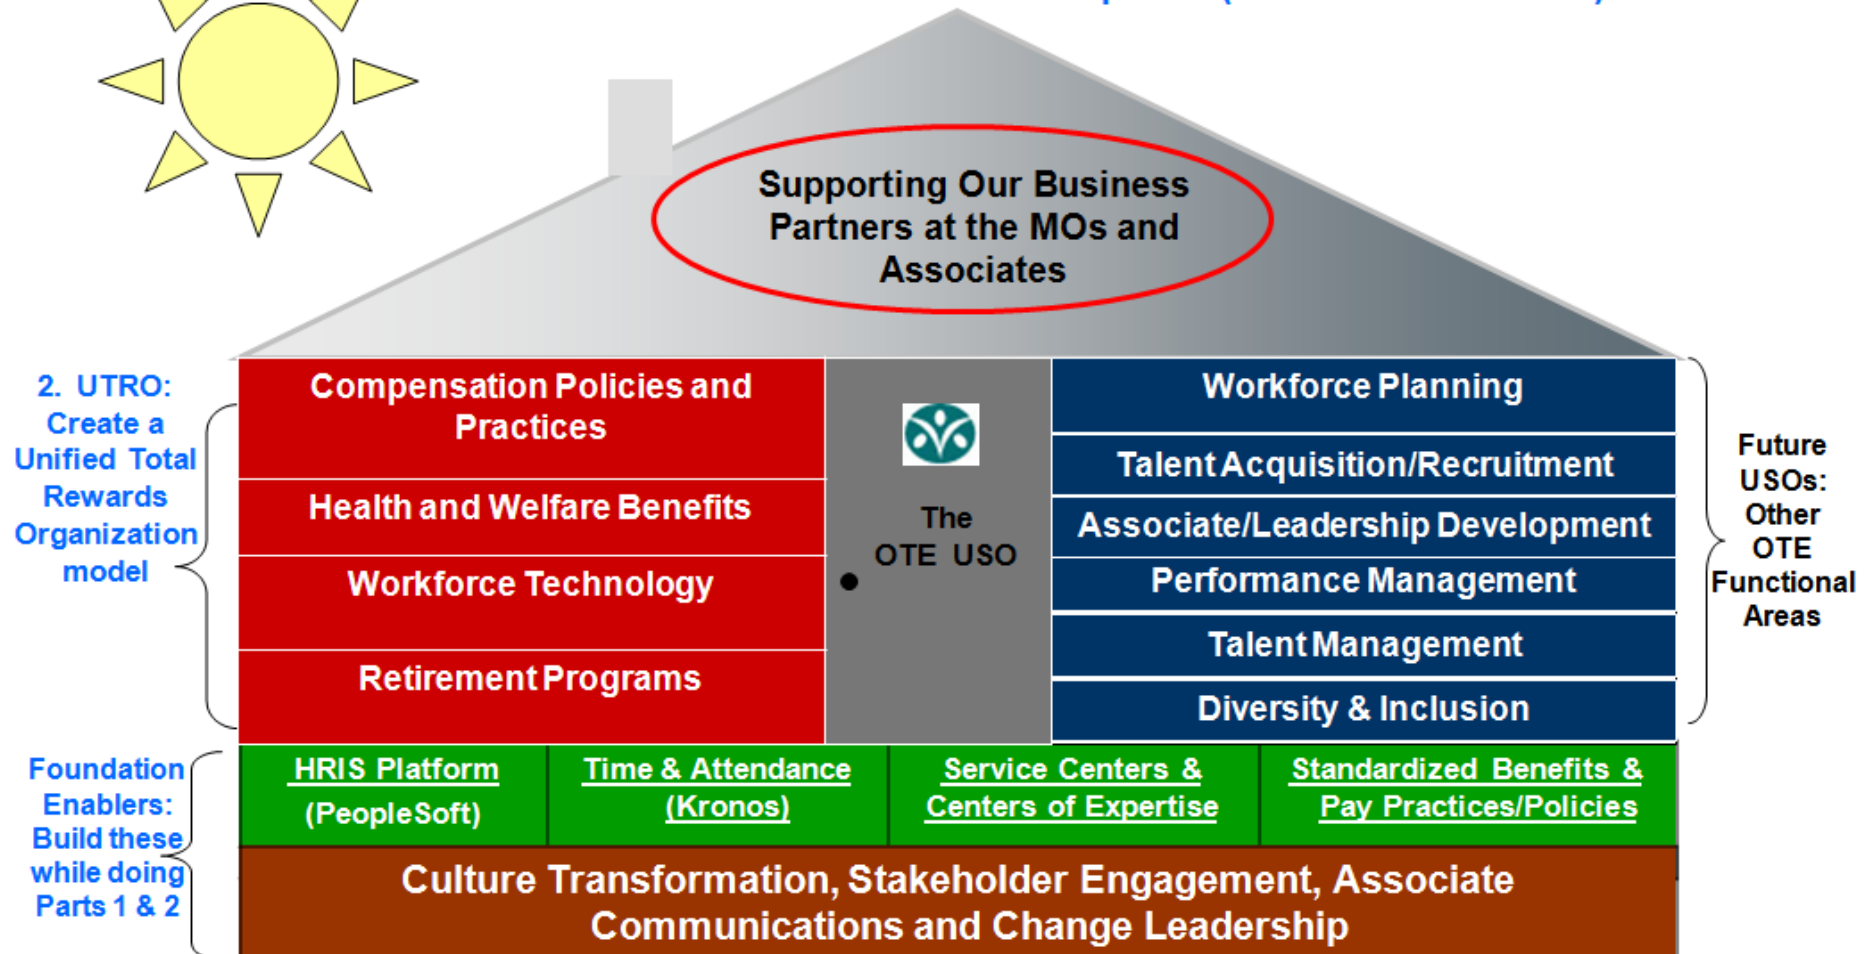 Supporting Our Business
Partners at the MOs and
Associates
2. UTRO:
Create a
Unified Total
Rewards
Organization
model
Compensation Policies and
Practices
Health and Welfare Benefits
Workforce Technology
Retirement Programs
The
OTE USO
Workforce Planning
Talent Acquisition/Recruitment
Associate/Leadership Development
Performance Management
Talent Management
Diversity & Inclusion
Future
USOs:
Other
OTE
Functional
Areas
Foundation
Enablers:
Build these
while doing
Parts 1 & 2
HRIS Platform
(PeopleSoft)
Time & Attendance
(Kronos)
Service Centers &
Centers of Expertise
Standardized Benefits &
Pay Practices/Policies
Culture Transformation, Stakeholder Engagement, Associate
Communications and Change Leadership